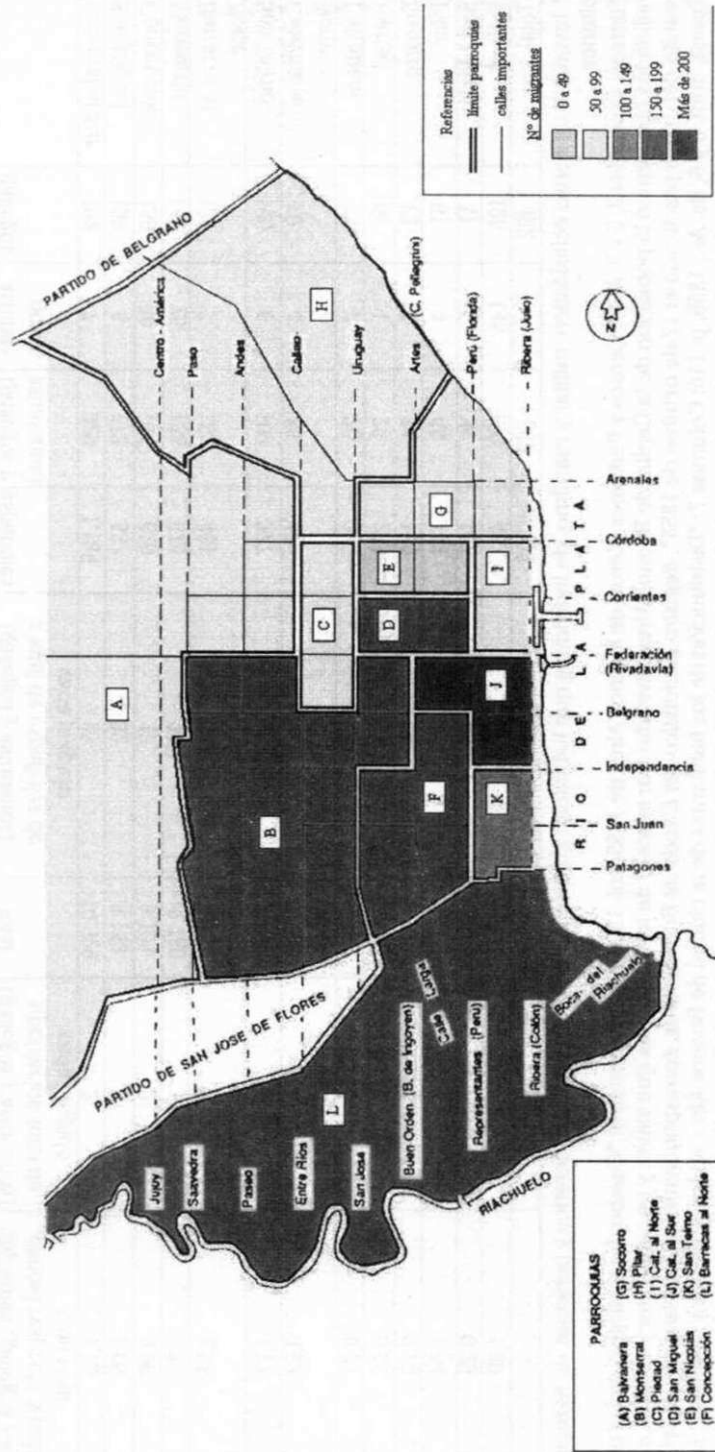 Referencias
límite parroquias
calles importantes
Nº de migrantes
0 a 49
50 a 99
100 a 149
150 a 199
Más de 200
PARTIDO DE BELGRANO
Centro - América
Paso
Andes
Callao
Uruguay
Artes (C. Pellegrini)
Perú (Florida)
Ribera (Julio)
N
Arenales
Córdoba
Corrientes
Federación
(Rivadavia)
Belgrano
Independencia
San Juan
Patagones
RIO DE LA PLATA
A
B
C
D
E
F
G
H
J
K
L
PARTIDO DE SAN JOSE DE FLORES
Jujuy
Saavedra
Paseo
Entre Ríos
San José
Buen Orden (B. de Irigoyen)
Calle Larga
Representantes (Perú)
Ribera (Colón)
Boca del
Riachuelo
RIACHUELO
PARROQUIAS
(A) Balvanera
(B) Monserrat
(C) Piedad
(D) San Miguel
(E) San Nicolás
(F) Concepción
(G) Socorro
(H) Pilar
(I) Cat. al Norte
(J) Cat. al Sur
(K) San Telmo
(L) Barracas al Norte